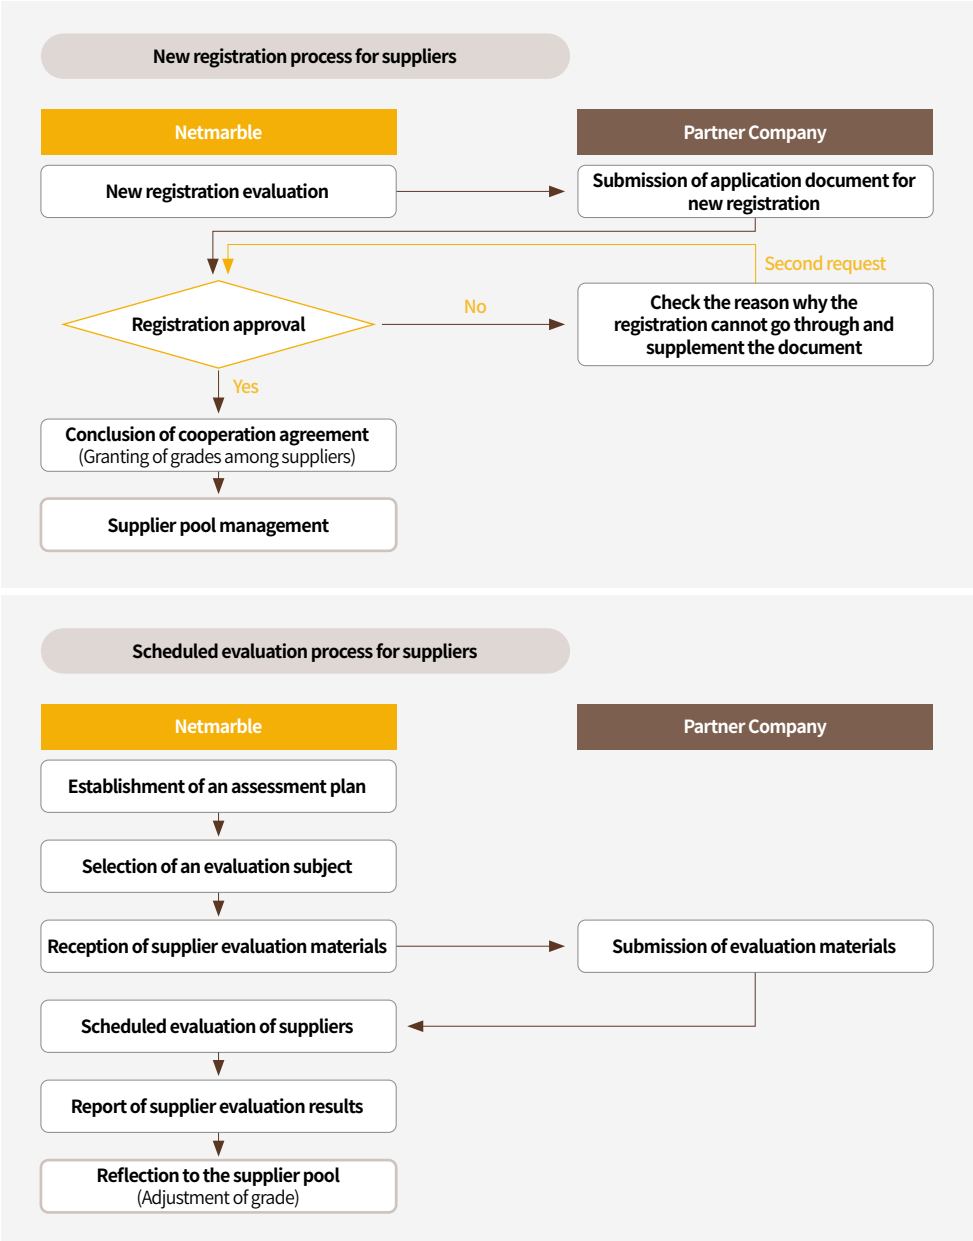 New registration process for suppliers
Netmarble
Partner Company
New registration evaluation
Submission of application document for
new registration
Second request
Registration approval
No
Check the reason why the
registration cannot go through and
supplement the document
Yes
Conclusion of cooperation agreement
(Granting of grades among suppliers)
Supplier pool management
Scheduled evaluation process for suppliers
Netmarble
Partner Company
Establishment of an assessment plan
Selection of an evaluation subject
Reception of supplier evaluation materials
Submission of evaluation materials
Scheduled evaluation of suppliers
Report of supplier evaluation results
Reflection to the supplier pool
(Adjustment of grade)